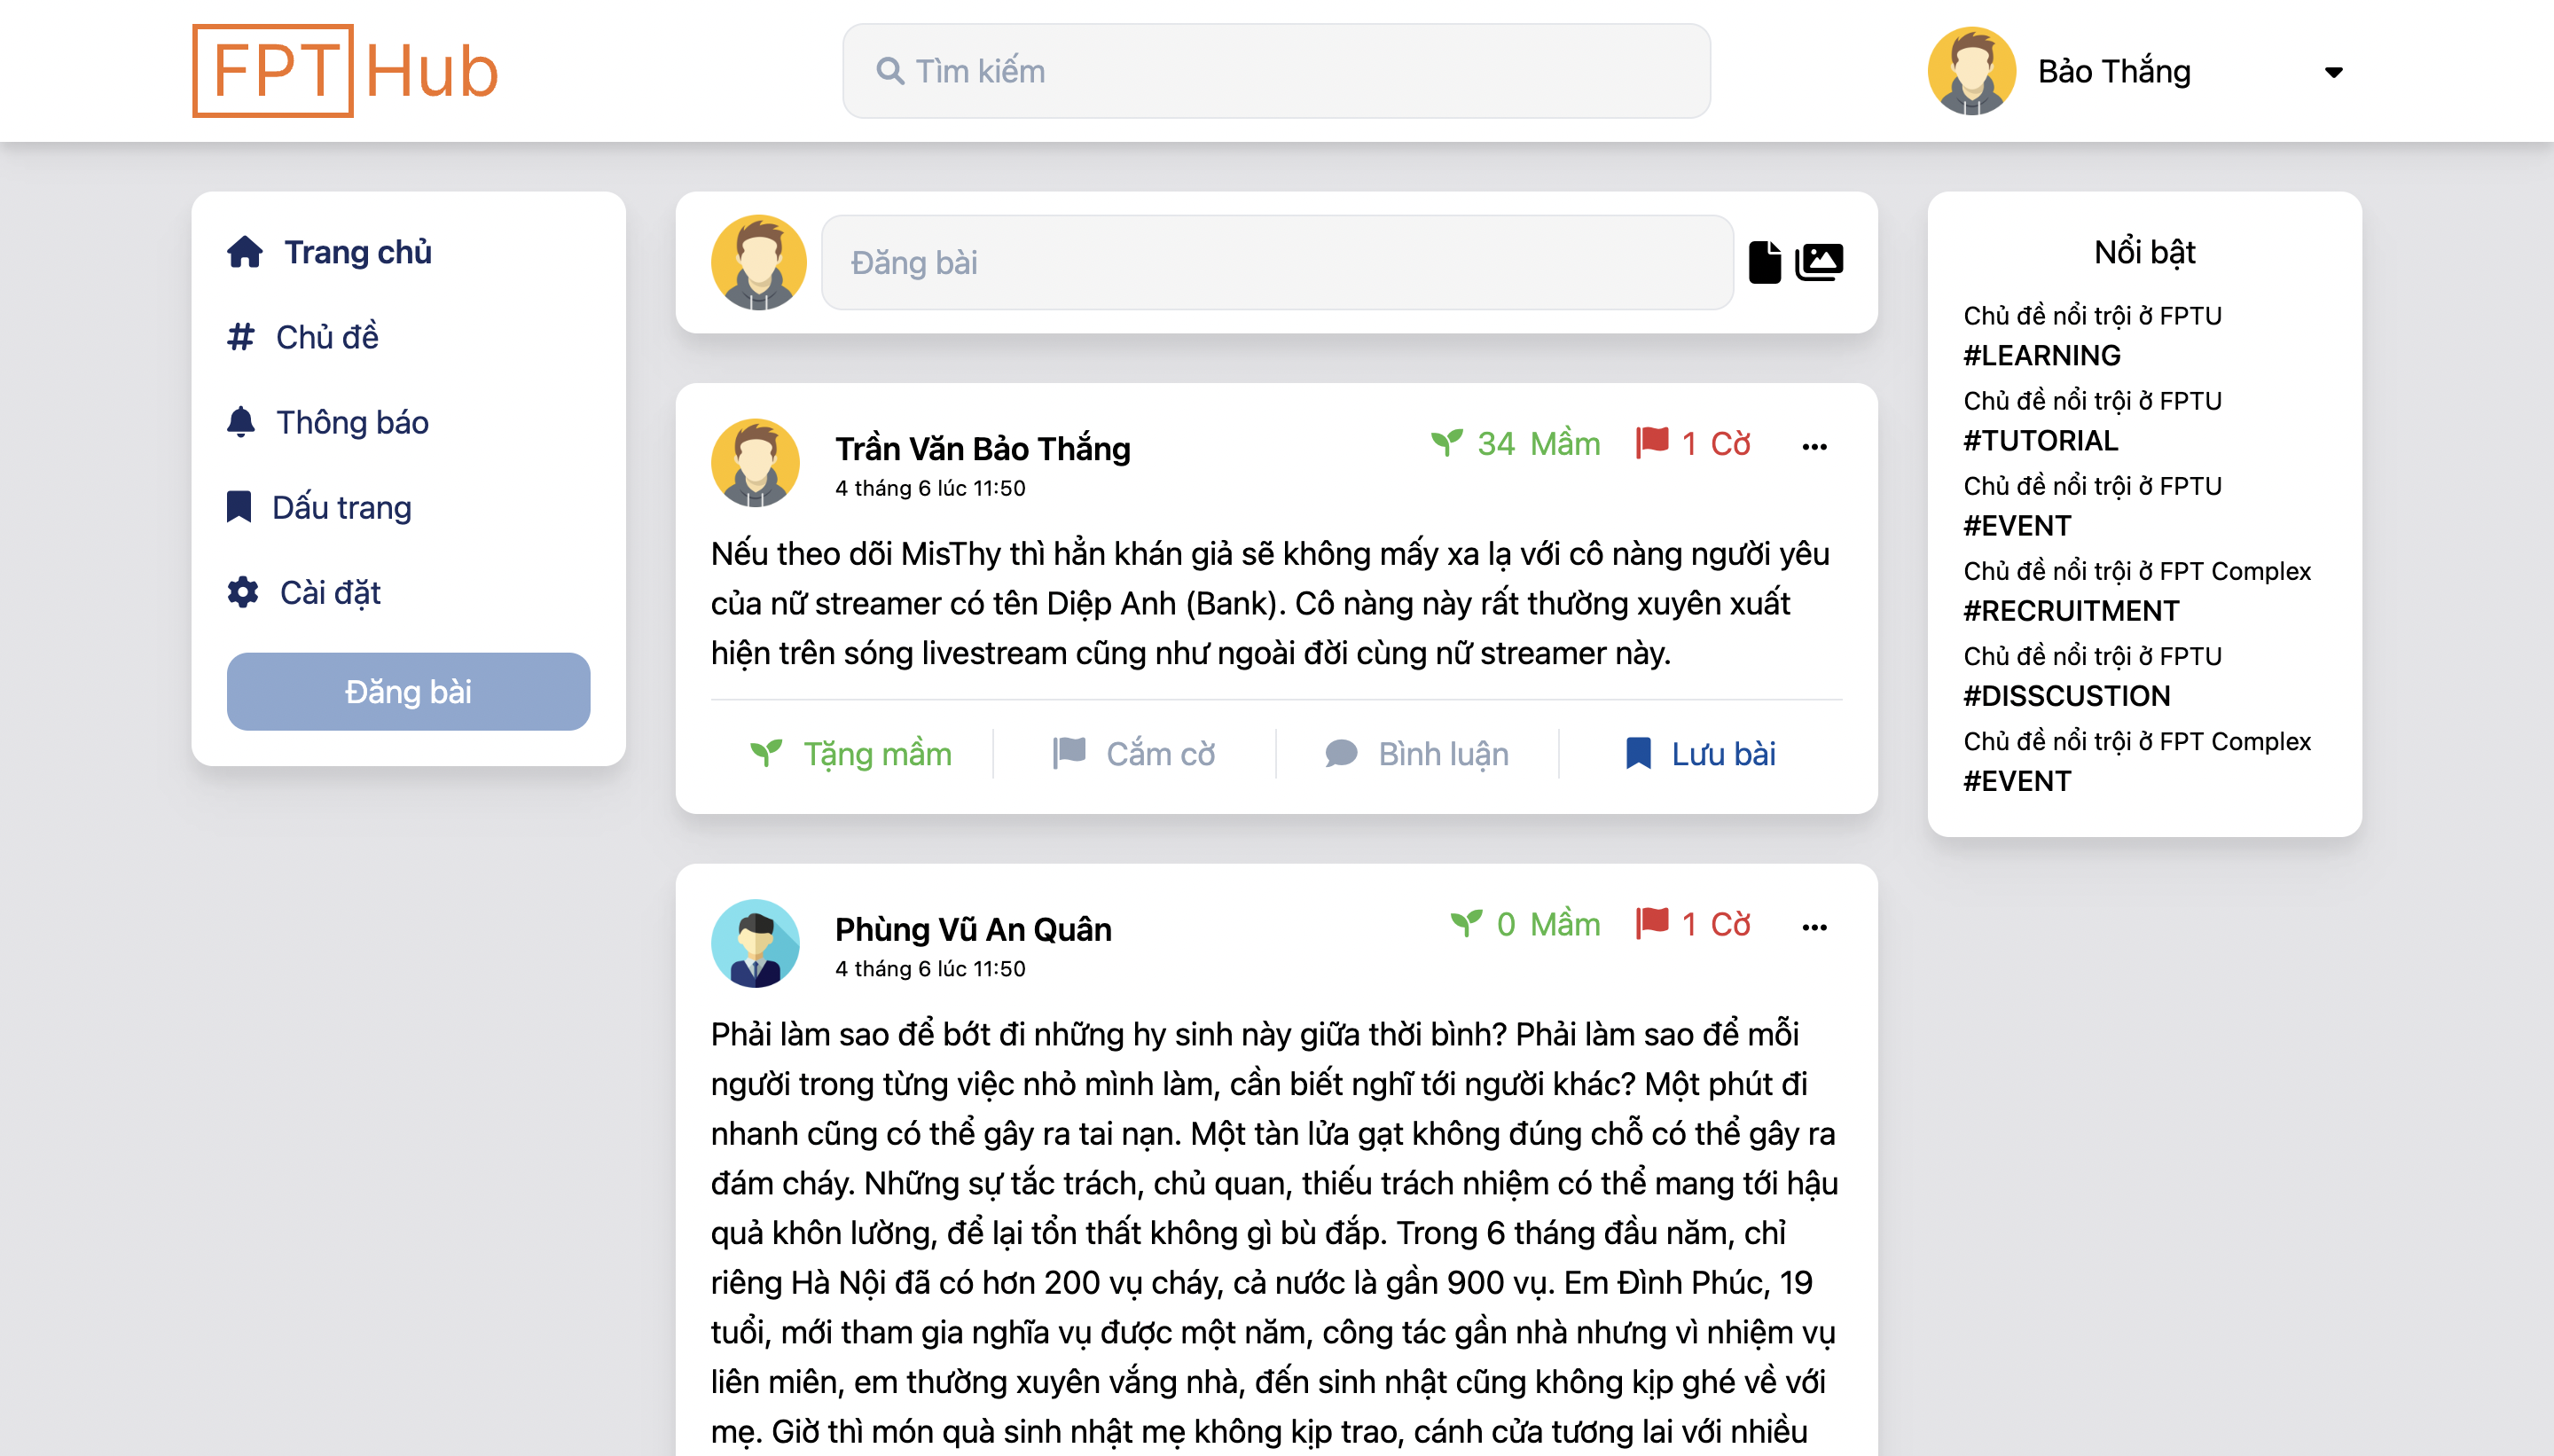 FPT Hub
Tìm kiếm
Bảo Thắng
Trang chủ
Chủ đề
Thông báo
Dấu trang
Cài đặt
Đăng bài
Đăng bài
Trần Văn Bảo Thắng
4 tháng 6 lúc 11:50
34 Mầm
1 Cờ
Nếu theo dõi MisThy thì hẳn khán giả sẽ không mấy xa lạ với cô nàng người yêu
của nữ streamer có tên Diệp Anh (Bank). Cô nàng này rất thường xuyên xuất
hiện trên sóng livestream cũng như ngoài đời cùng nữ streamer này.
Tặng mầm
Cắm cờ
Bình luận
Lưu bài
Phùng Vũ An Quân
4 tháng 6 lúc 11:50
0 Mầm
1 Cờ
Phải làm sao để bớt đi những hy sinh này giữa thời bình? Phải làm sao để mỗi
người trong từng việc nhỏ mình làm, cần biết nghĩ tới người khác? Một phút đi
nhanh cũng có thể gây ra tai nạn. Một tàn lửa gạt không đúng chỗ có thể gây ra
đám cháy. Những sự tắc trách, chủ quan, thiếu trách nhiệm có thể mang tới hậu
quả khôn lường, để lại tổn thất không gì bù đắp. Trong 6 tháng đầu năm, chỉ
riêng Hà Nội đã có hơn 200 vụ cháy, cả nước là gần 900 vụ. Em Đình Phúc, 19
tuổi, mới tham gia nghĩa vụ được một năm, công tác gần nhà nhưng vì nhiệm vụ
liên miên, em thường xuyên vắng nhà, đến sinh nhật cũng không kịp ghé về với
mẹ. Giờ thì món quà sinh nhật mẹ không kịp trao, cánh cửa tương lai với nhiều
Nổi bật
Chủ đề nổi trội ở FPTU
#LEARNING
Chủ đề nổi trội ở FPTU
#TUTORIAL
Chủ đề nổi trội ở FPTU
#EVENT
Chủ đề nổi trội ở FPT Complex
#RECRUITMENT
Chủ đề nổi trội ở FPTU
#DISSCUSTION
Chủ đề nổi trội ở FPT Complex
#EVENT